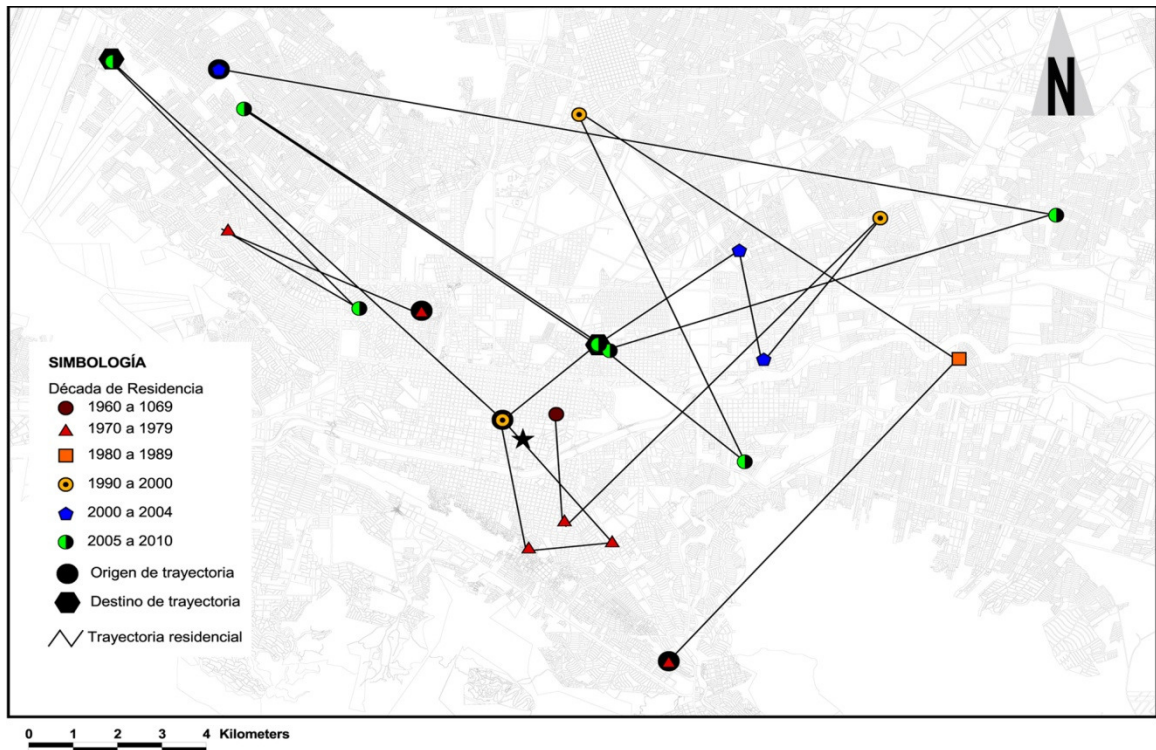 N
SIMBOLOGÍA
Década de Residencia
1960 a 1069
1970 a 1979
1980 a 1989
1990 a 2000
2000 a 2004
2005 a 2010
Origen de trayectoria
Destino de trayectoria
Trayectoria residencial
0 1 2 3 4 Kilometers